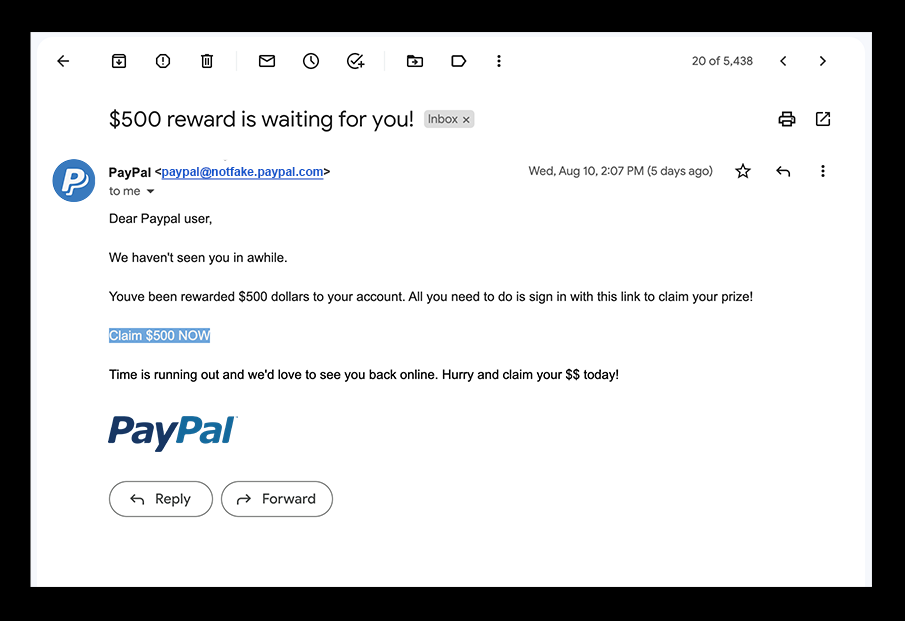 20 of 5,438
$500 reward is waiting for you! Inbox ×
PayPal <paypal@notfake.paypal.com> Wed, Aug 10, 2:07 PM (5 days ago)
to me
Dear Paypal user,
We haven't seen you in awhile.
Youve been rewarded $500 dollars to your account. All you need to do is sign in with this link to claim your prize!
Claim $500 NOW
Time is running out and we'd love to see you back online. Hurry and claim your $$ today!
PayPal
Reply Forward